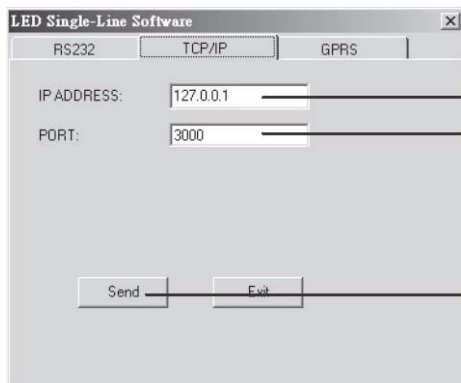 LED Single-Line Software
RS232 TCP/IP GPRS
IP ADDRESS: 127.0.0.1
PORT: 3000
Send Exit